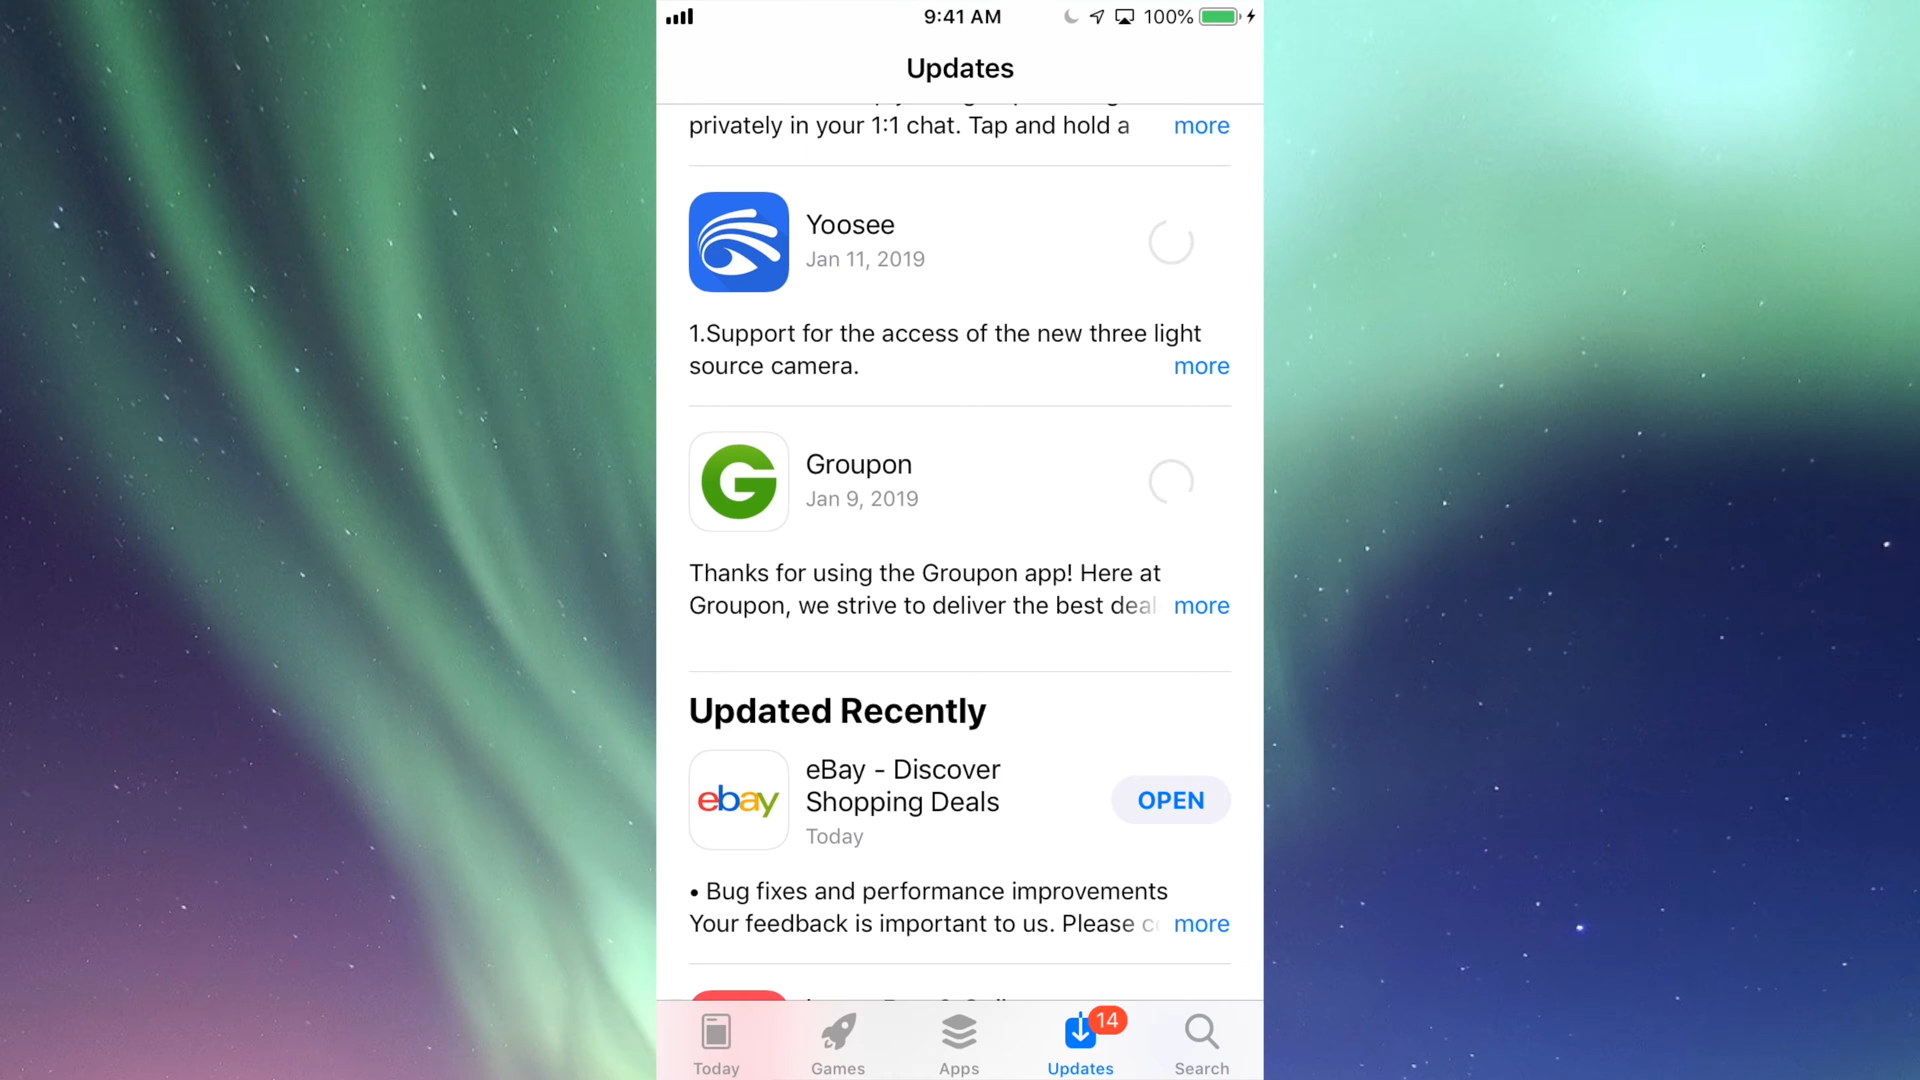 9:41 AM
100%
Updates
privately in your 1:1 chat. Tap and hold a more
Yoosee
Jan 11, 2019
1.Support for the access of the new three light
source camera. more
G
Groupon
Jan 9, 2019
Thanks for using the Groupon app! Here at
Groupon, we strive to deliver the best deal more
Updated Recently
ebay
eBay - Discover
Shopping Deals
Today
OPEN
• Bug fixes and performance improvements
Your feedback is important to us. Please c more
14
Today Games Apps Updates Search